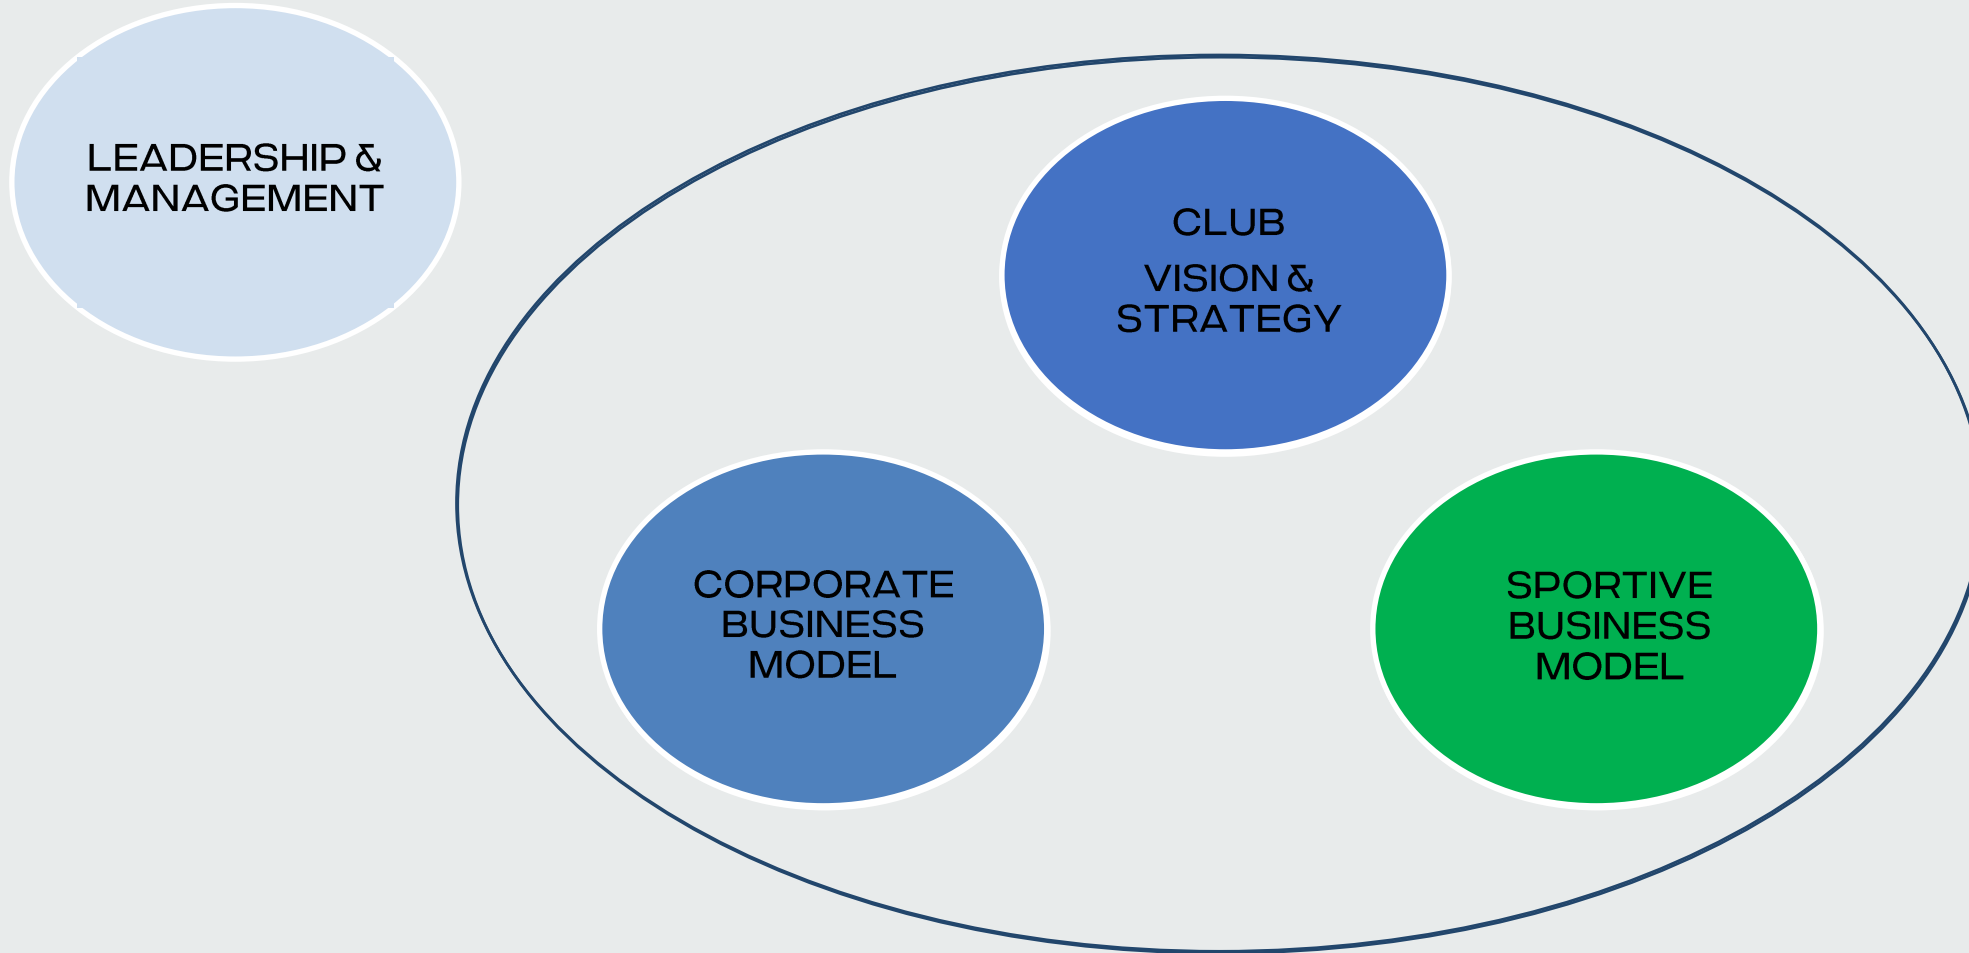 LEADERSHIP &
MANAGEMENT
CLUB
VISION &
STRATEGY
CORPORATE
BUSINESS
MODEL
SPORTIVE
BUSINESS
MODEL